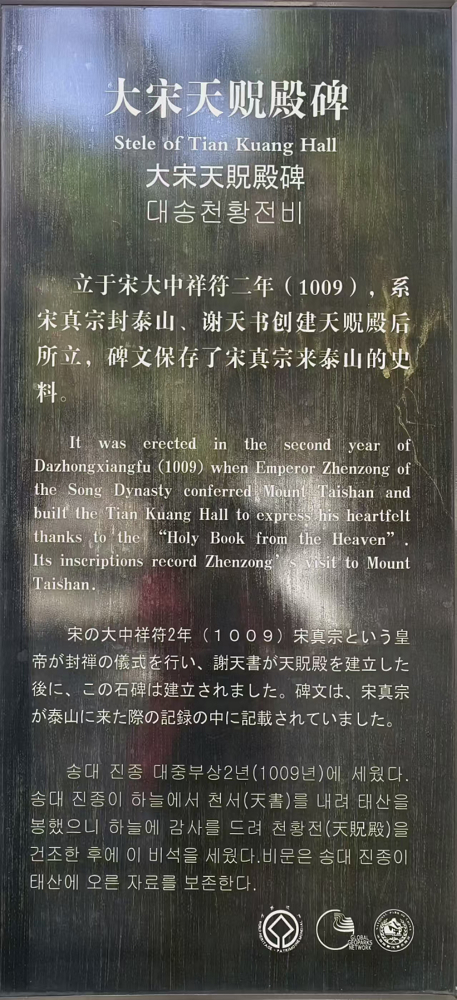 大宋天贶殿碑
Stele of Tian Kuang Hall
大宋天貺殿碑
대송천황전비
立于宋大中祥符二年（1009），系
宋真宗封泰山、谢天书创建天贶殿后
所立，碑文保存了宋真宗来泰山的史
料。
It was erected in the second year of
Dazhongxiangfu (1009) when Emperor Zhenzong of
the Song Dynasty conferred Mount Taishan and
built the Tian Kuang Hall to express his heartfelt
thanks to the “Holy Book from the Heaven”.
Its inscriptions record Zhenzong’s visit to Mount
Taishan.
宋の大中祥符2年（１００９）宋真宗という皇
帝が封禅の儀式を行い、謝天書が天貺殿を建立した
後に、この石碑は建立されました。碑文は、宋真宗
が泰山に来た際の記録の中に記載されていました。
송대 진종 대중부상2년(1009년)에 세웠다.
송대 진종이 하늘에서 천서(天書)를 내려 태산을
봉했으니 하늘에 감사를 드려 천황전(天貺殿)을
건조한 후에 이 비석을 세웠다.비문은 송대 진종이
태산에 오른 자료를 보존한다.
GLOBAL
GEOPARKS
NETWORK